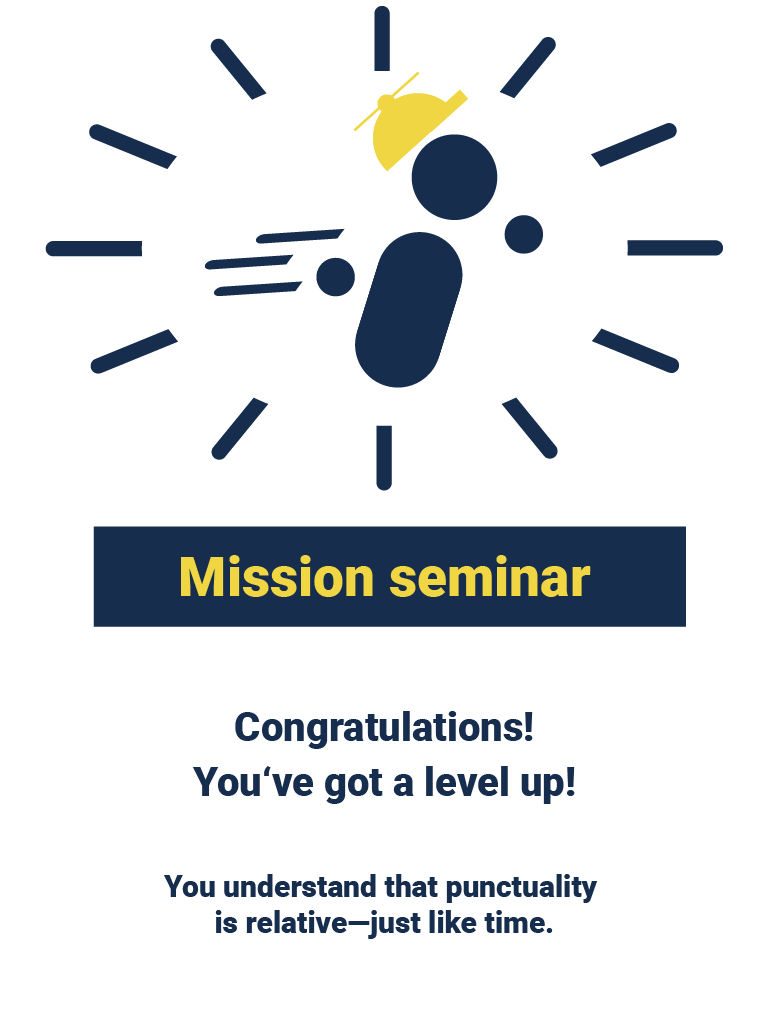 Mission seminar
Congratulations!
You‘ve got a level up!
You understand that punctuality
is relative—just like time.